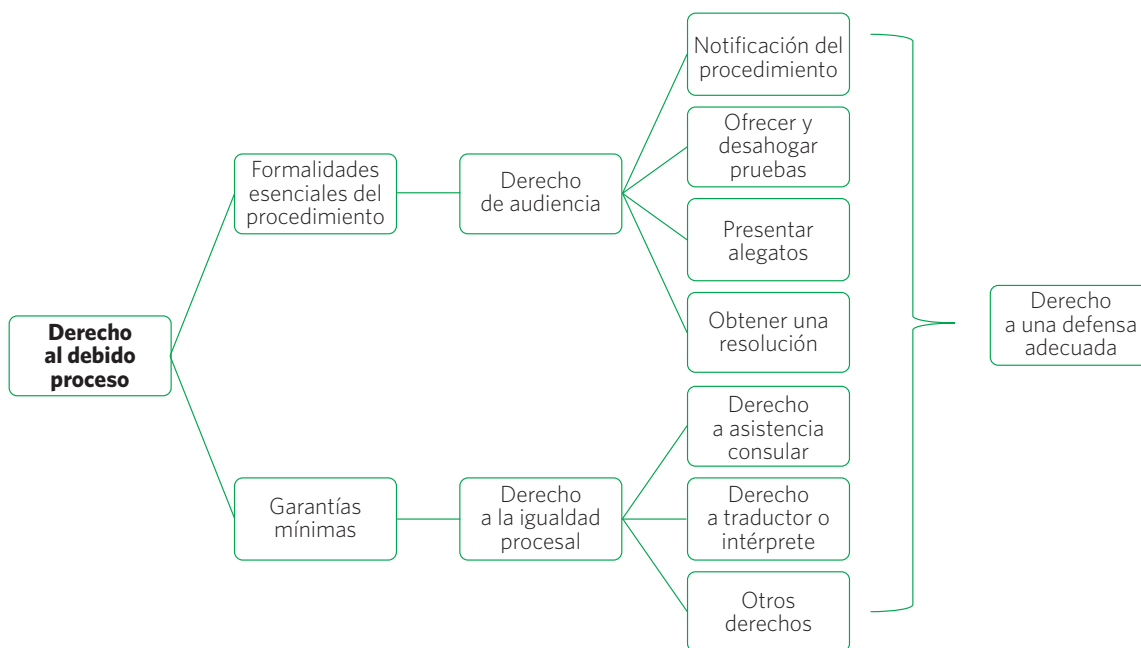 Notificación del
procedimiento
Ofrecer y
desahogar
pruebas
Formalidades
esenciales del
procedimiento
Derecho
de audiencia
Presentar
alegatos
Obtener una
resolución
Derecho
a una defensa
adecuada
Derecho
al debido
proceso
Derecho
a asistencia
consular
Garantías
mínimas
Derecho
a la igualdad
procesal
Derecho
a traductor o
intérprete
Otros
derechos